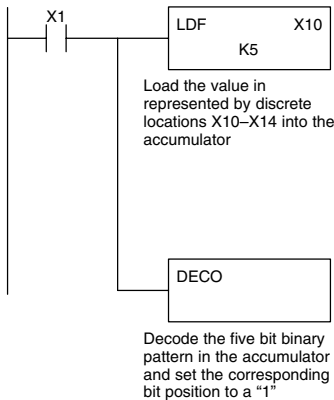 X1
LDF X10
K5
Load the value in
represented by discrete
locations X10–X14 into the
accumulator
DECO
Decode the five bit binary
pattern in the accumulator
and set the corresponding
bit position to a “1”